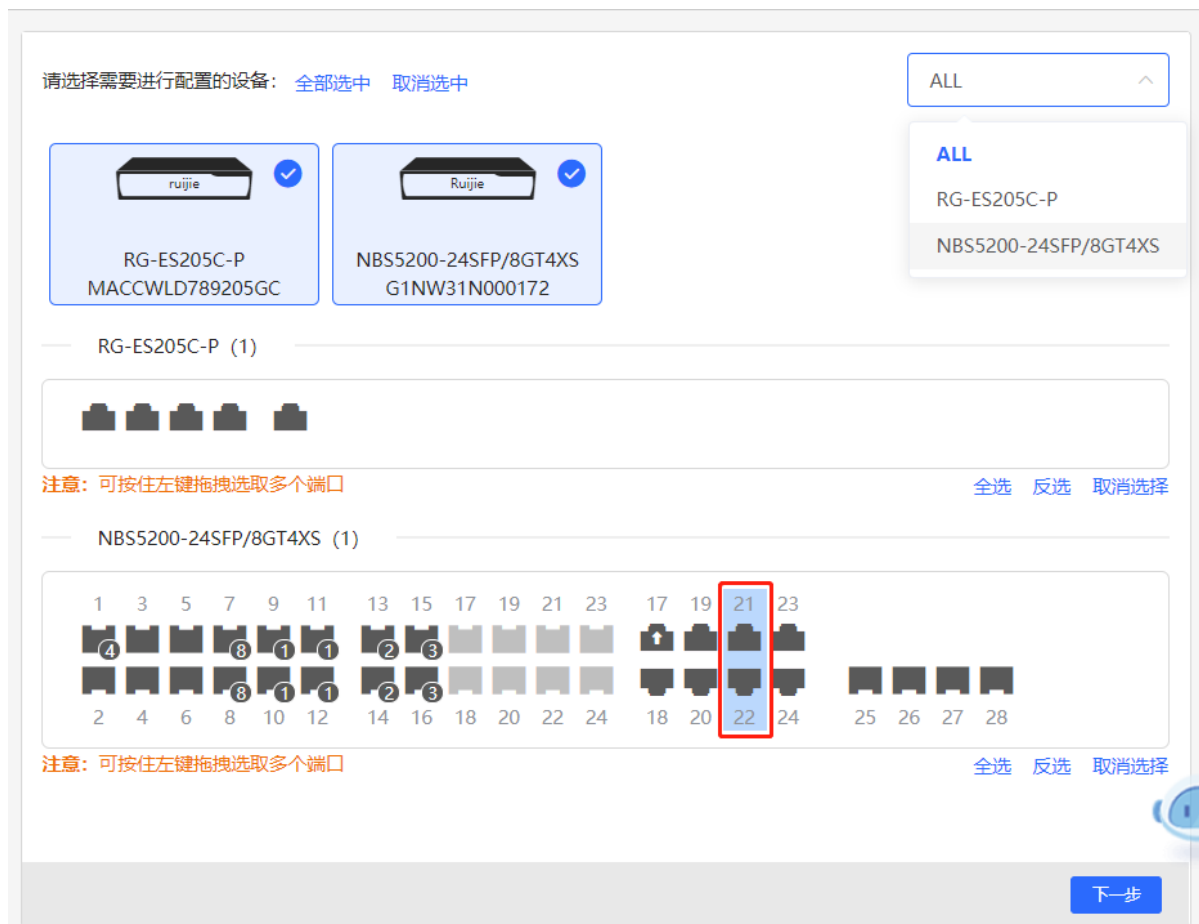 请选择需要进行配置的设备： 全部选中 取消选中
ALL
ALL
RG-ES205C-P
NBS5200-24SFP/8GT4XS
ruijie
RG-ES205C-P
MACCWLD789205GC
Ruijie
NBS5200-24SFP/8GT4XS
G1NW31N000172
RG-ES205C-P (1)
注意：可按住左键拖拽选取多个端口 全选 反选 取消选择
NBS5200-24SFP/8GT4XS (1)
1 3 5 7 9 11 13 15 17 19 21 23 17 19 21 23
4 8 1 1 2 3
8 1 1 2 3
2 4 6 8 10 12 14 16 18 20 22 24 18 20 22 24 25 26 27 28
注意：可按住左键拖拽选取多个端口 全选 反选 取消选择
下一步